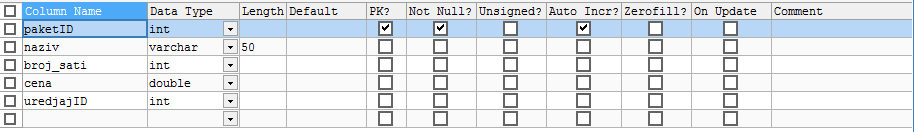 Column Name Data Type Length Default PK? Not Null? Unsigned? Auto Incr? Zerofill? On Update Comment
paketID int
naziv varchar 50
broj_sati int
cena double
uredjajID int